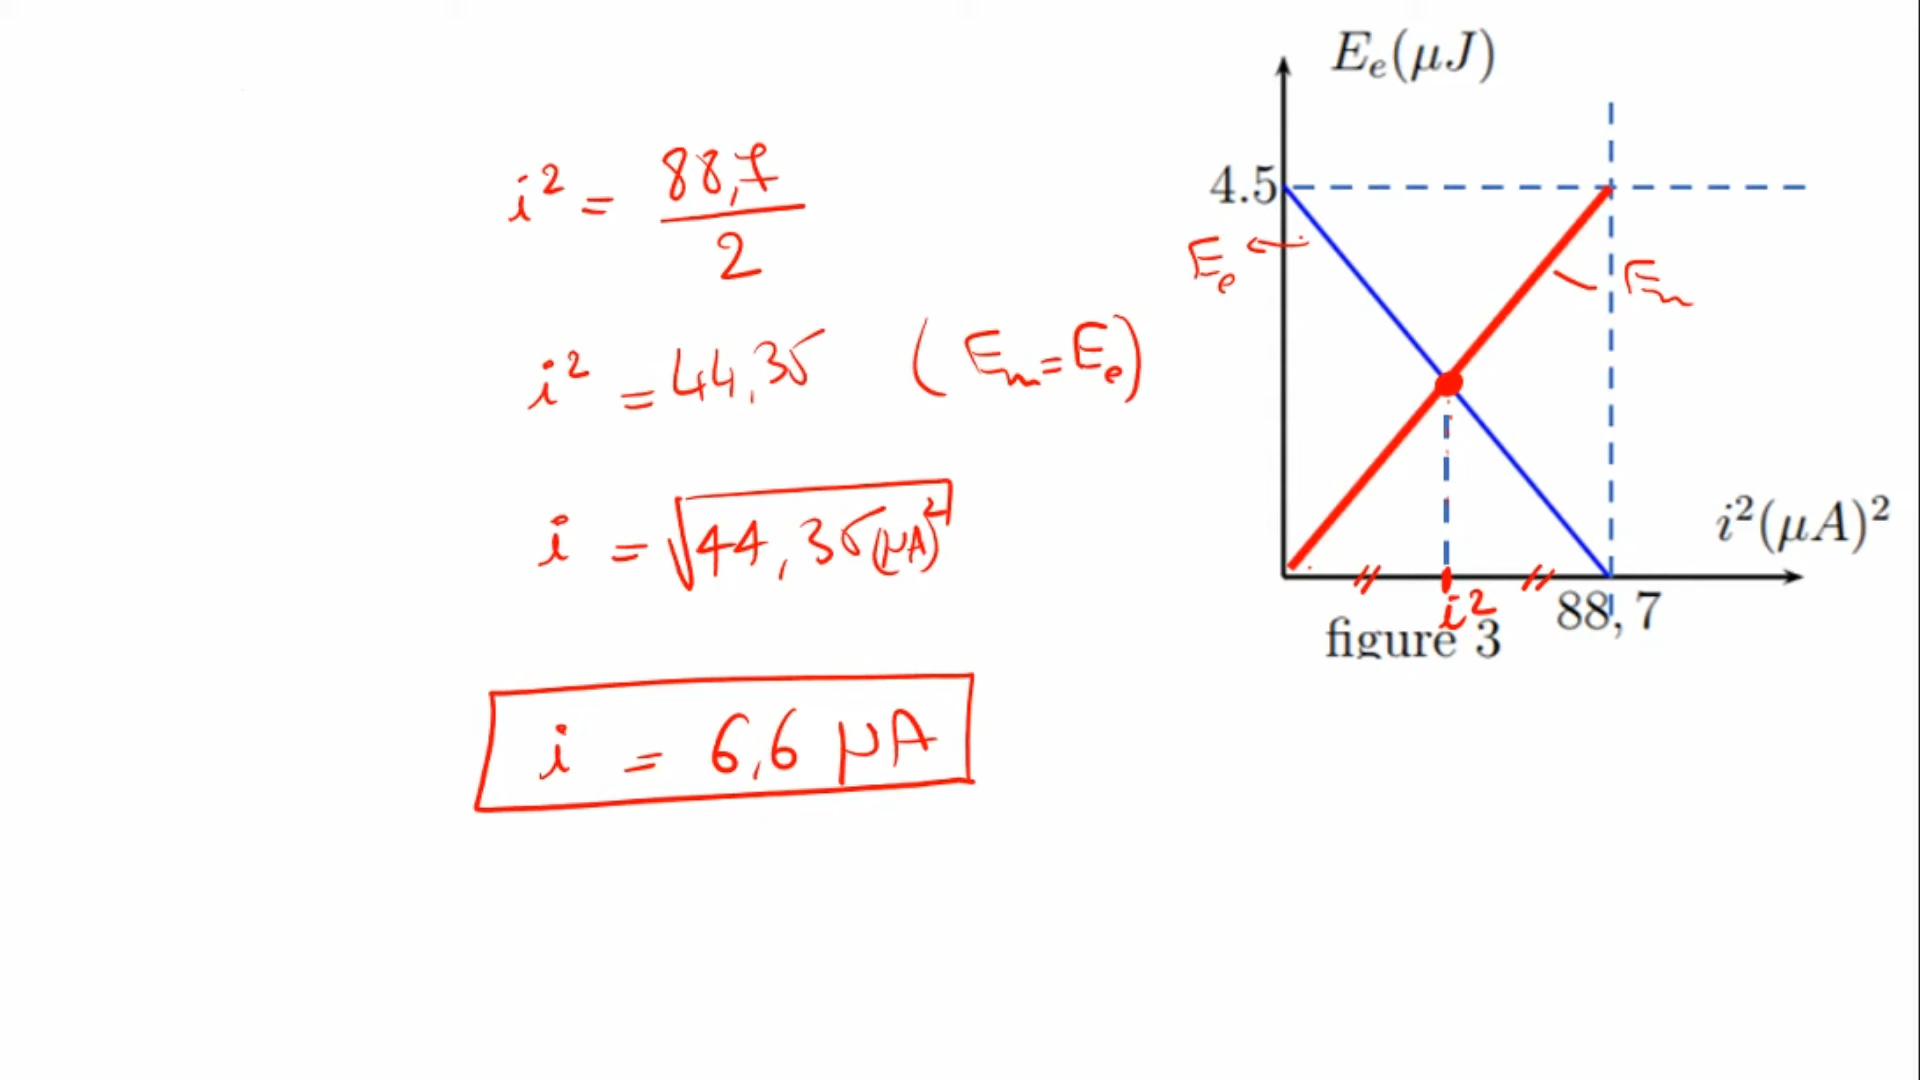 i² = 88,7 / 2
i² = 44,35 (Em = Ee)
i = √44,35(μA)²
i = 6,6 μA
Ee(μJ)
4.5
Ee
Em
i²(μA)²
i²
88,7
figure 3